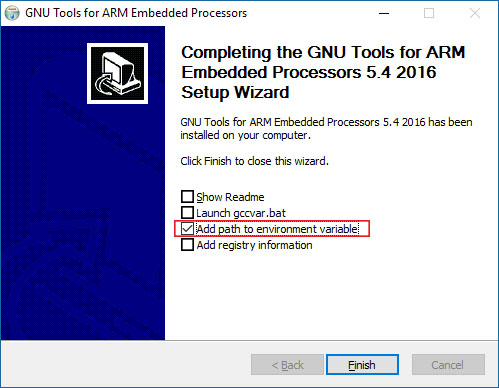 GNU Tools for ARM Embedded Processors
Completing the GNU Tools for ARM
Embedded Processors 5.4 2016
Setup Wizard
GNU Tools for ARM Embedded Processors 5.4 2016 has been
installed on your computer.
Click Finish to close this wizard.
Show Readme
Launch gccvar.bat
Add path to environment variable
Add registry information
< Back
Finish
Cancel